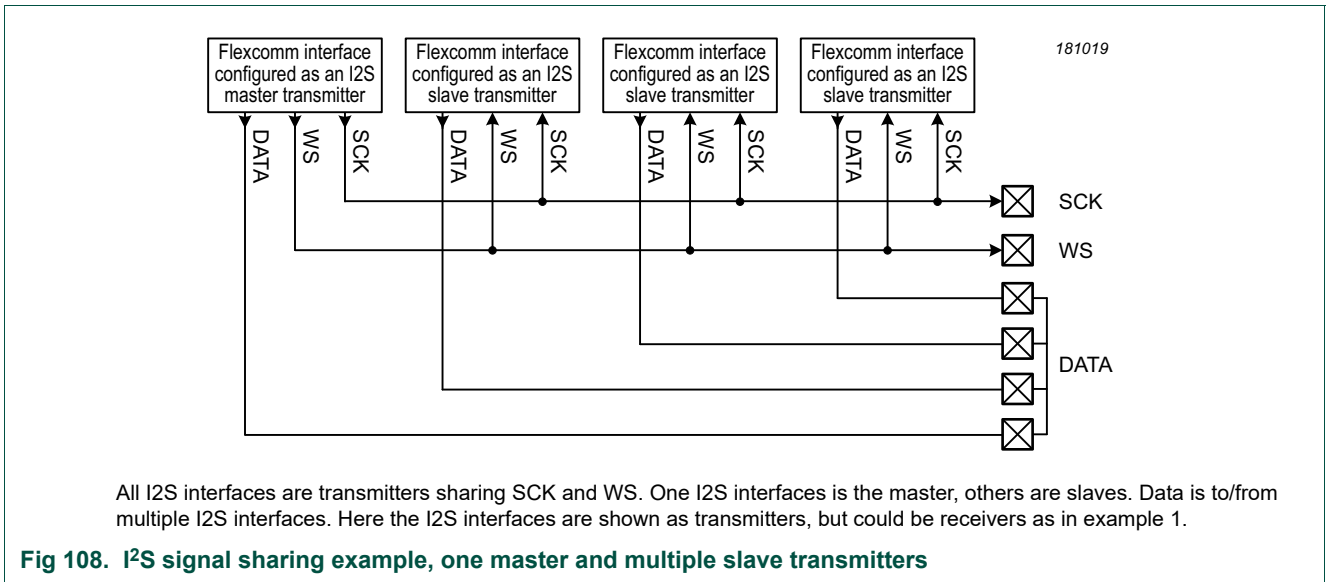 Flexcomm interface
configured as an I2S
master transmitter
Flexcomm interface
configured as an I2S
slave transmitter
Flexcomm interface
configured as an I2S
slave transmitter
Flexcomm interface
configured as an I2S
slave transmitter
181019
DATA
WS
SCK
DATA
WS
SCK
DATA
WS
SCK
DATA
WS
SCK
SCK
WS
DATA
All I2S interfaces are transmitters sharing SCK and WS. One I2S interfaces is the master, others are slaves. Data is to/from
multiple I2S interfaces. Here the I2S interfaces are shown as transmitters, but could be receivers as in example 1.
Fig 108. I²S signal sharing example, one master and multiple slave transmitters